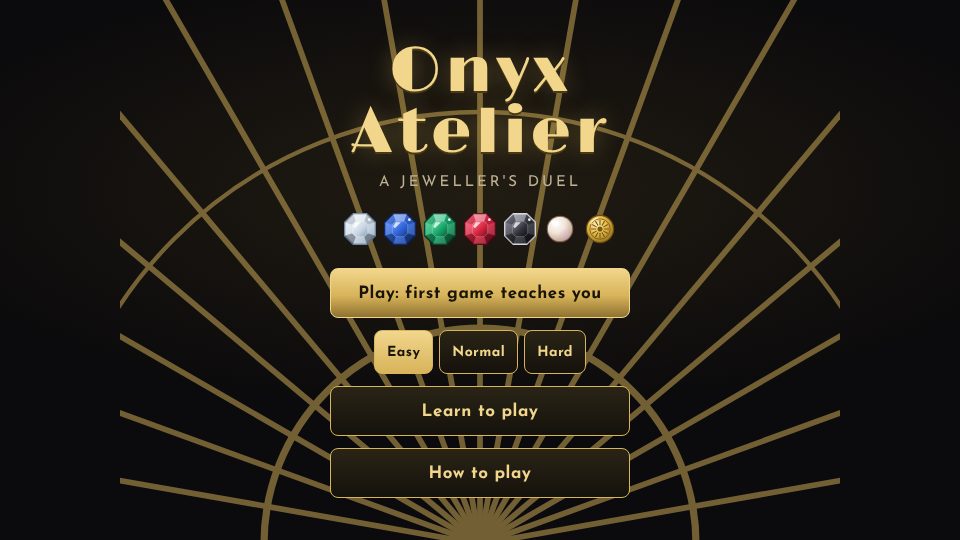 Onyx
Atelier
A JEWELLER'S DUEL
Play: first game teaches you
Easy Normal Hard
Learn to play
How to play